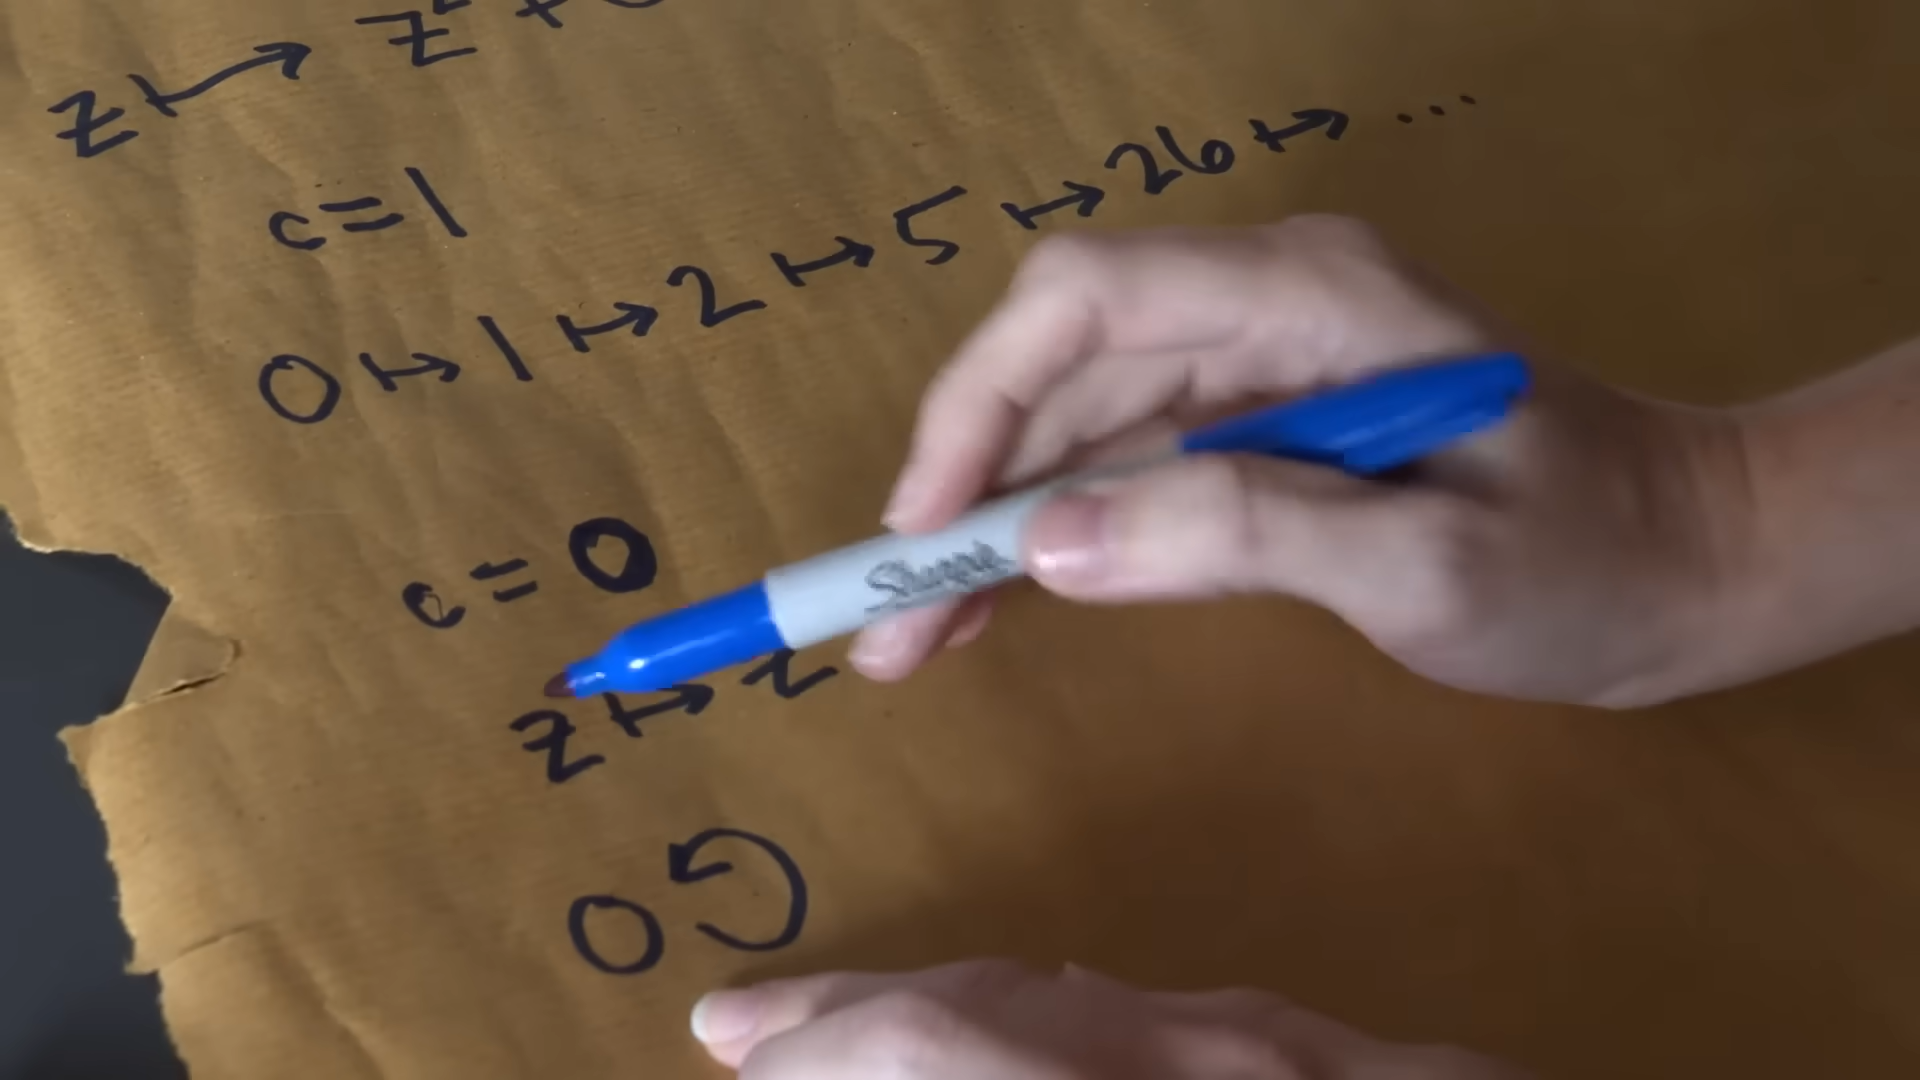 z ↦ z² +
c = 1
0 ↦ 1 ↦ 2 ↦ 5 ↦ 26 ↦ ...
c = 0
Sharpie
z ↦ z
0